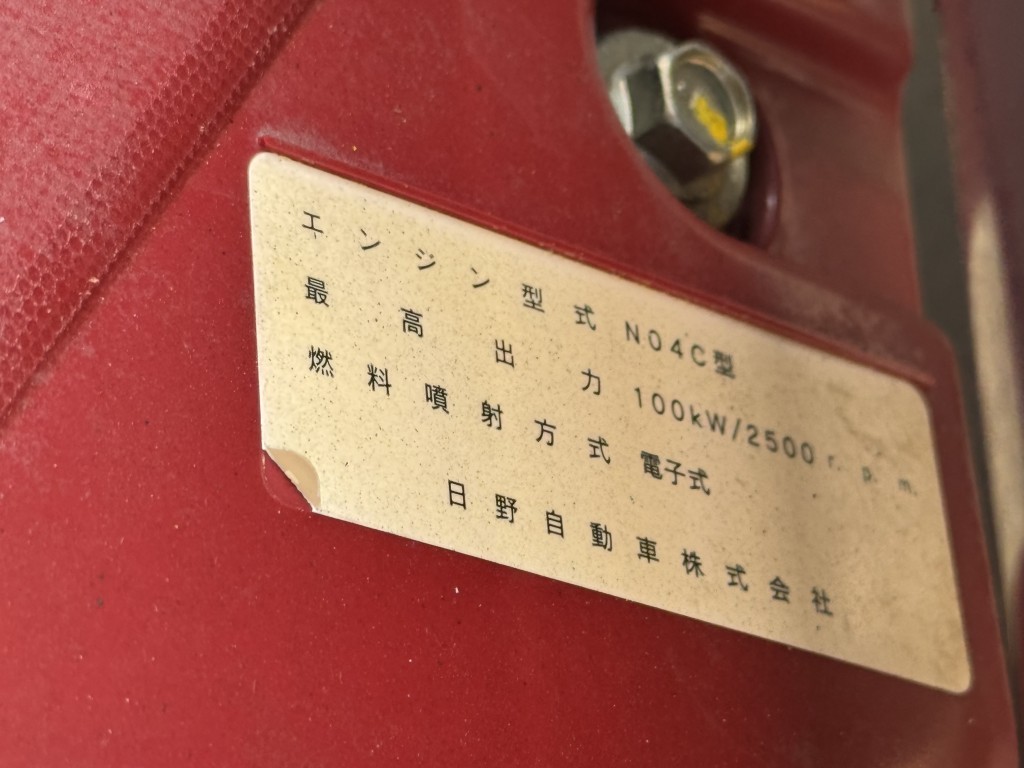 エンジン型式 N04C型
最高出力 100kW/2500r.p.m.
燃料噴射方式 電子式
日野自動車株式会社